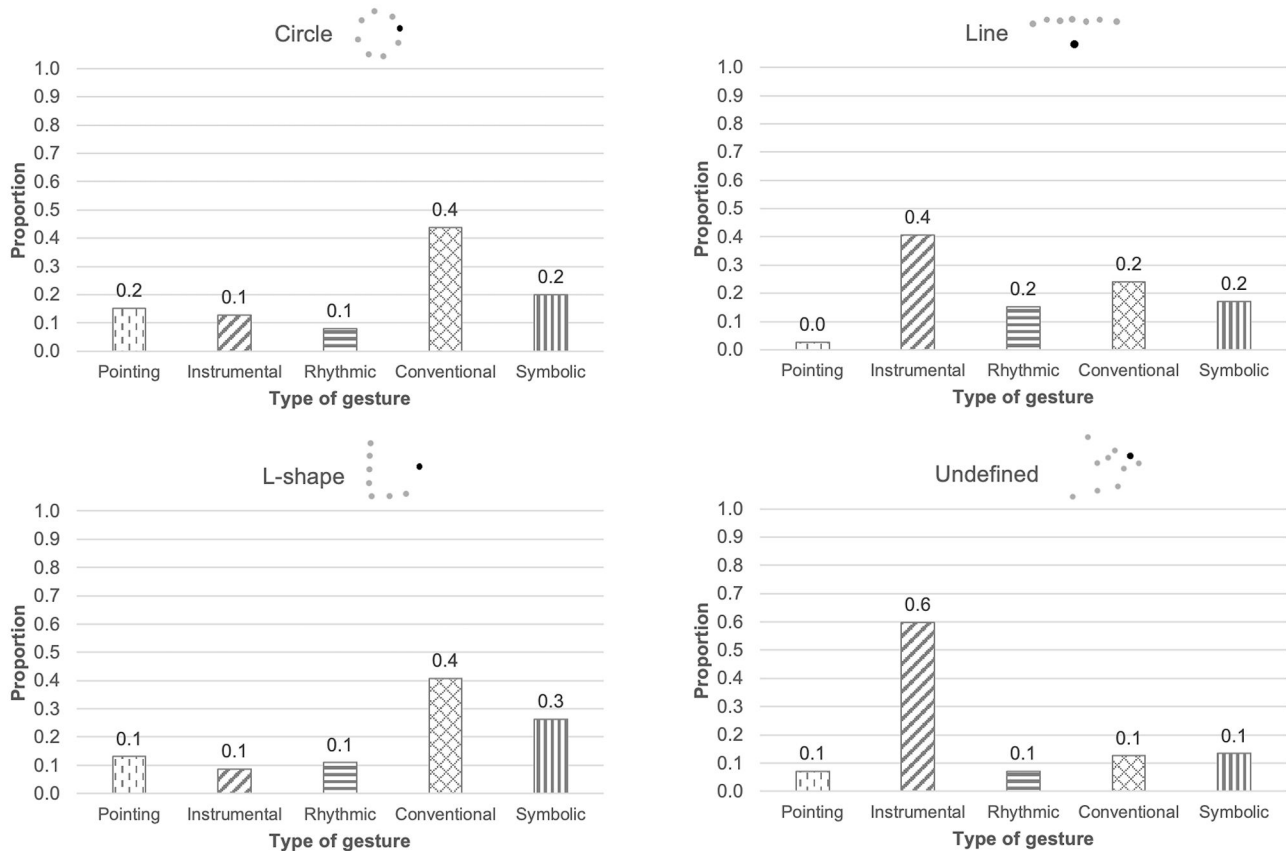 Circle
1.0
0.9
0.8
0.7
0.6
0.5
0.4
0.3
0.2
0.1
0.0
Proportion
0.2 0.1 0.1 0.4 0.2
Pointing Instrumental Rhythmic Conventional Symbolic
Type of gesture
Line
1.0
0.9
0.8
0.7
0.6
0.5
0.4
0.3
0.2
0.1
0.0
Proportion
0.0 0.4 0.2 0.2 0.2
Pointing Instrumental Rhythmic Conventional Symbolic
Type of gesture
L-shape
1.0
0.9
0.8
0.7
0.6
0.5
0.4
0.3
0.2
0.1
0.0
Proportion
0.1 0.1 0.1 0.4 0.3
Pointing Instrumental Rhythmic Conventional Symbolic
Type of gesture
Undefined
1.0
0.9
0.8
0.7
0.6
0.5
0.4
0.3
0.2
0.1
0.0
Proportion
0.1 0.6 0.1 0.1 0.1
Pointing Instrumental Rhythmic Conventional Symbolic
Type of gesture